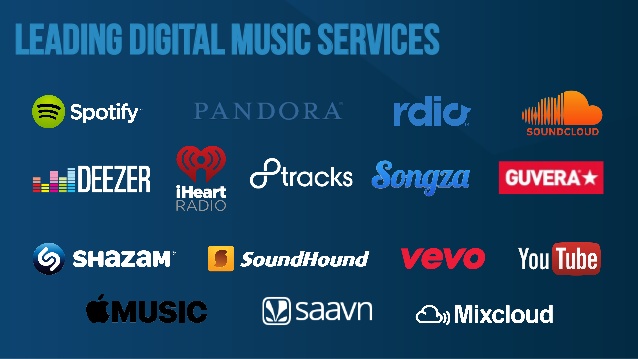 LEADING DIGITAL MUSIC SERVICES
Spotify
PANDORA
rdio
SOUNDCLOUD
DEEZER
iHeart
RADIO
8tracks
Songza
GUVERA
SHAZAM
SoundHound
vevo
YouTube
MUSIC
saavn
Mixcloud